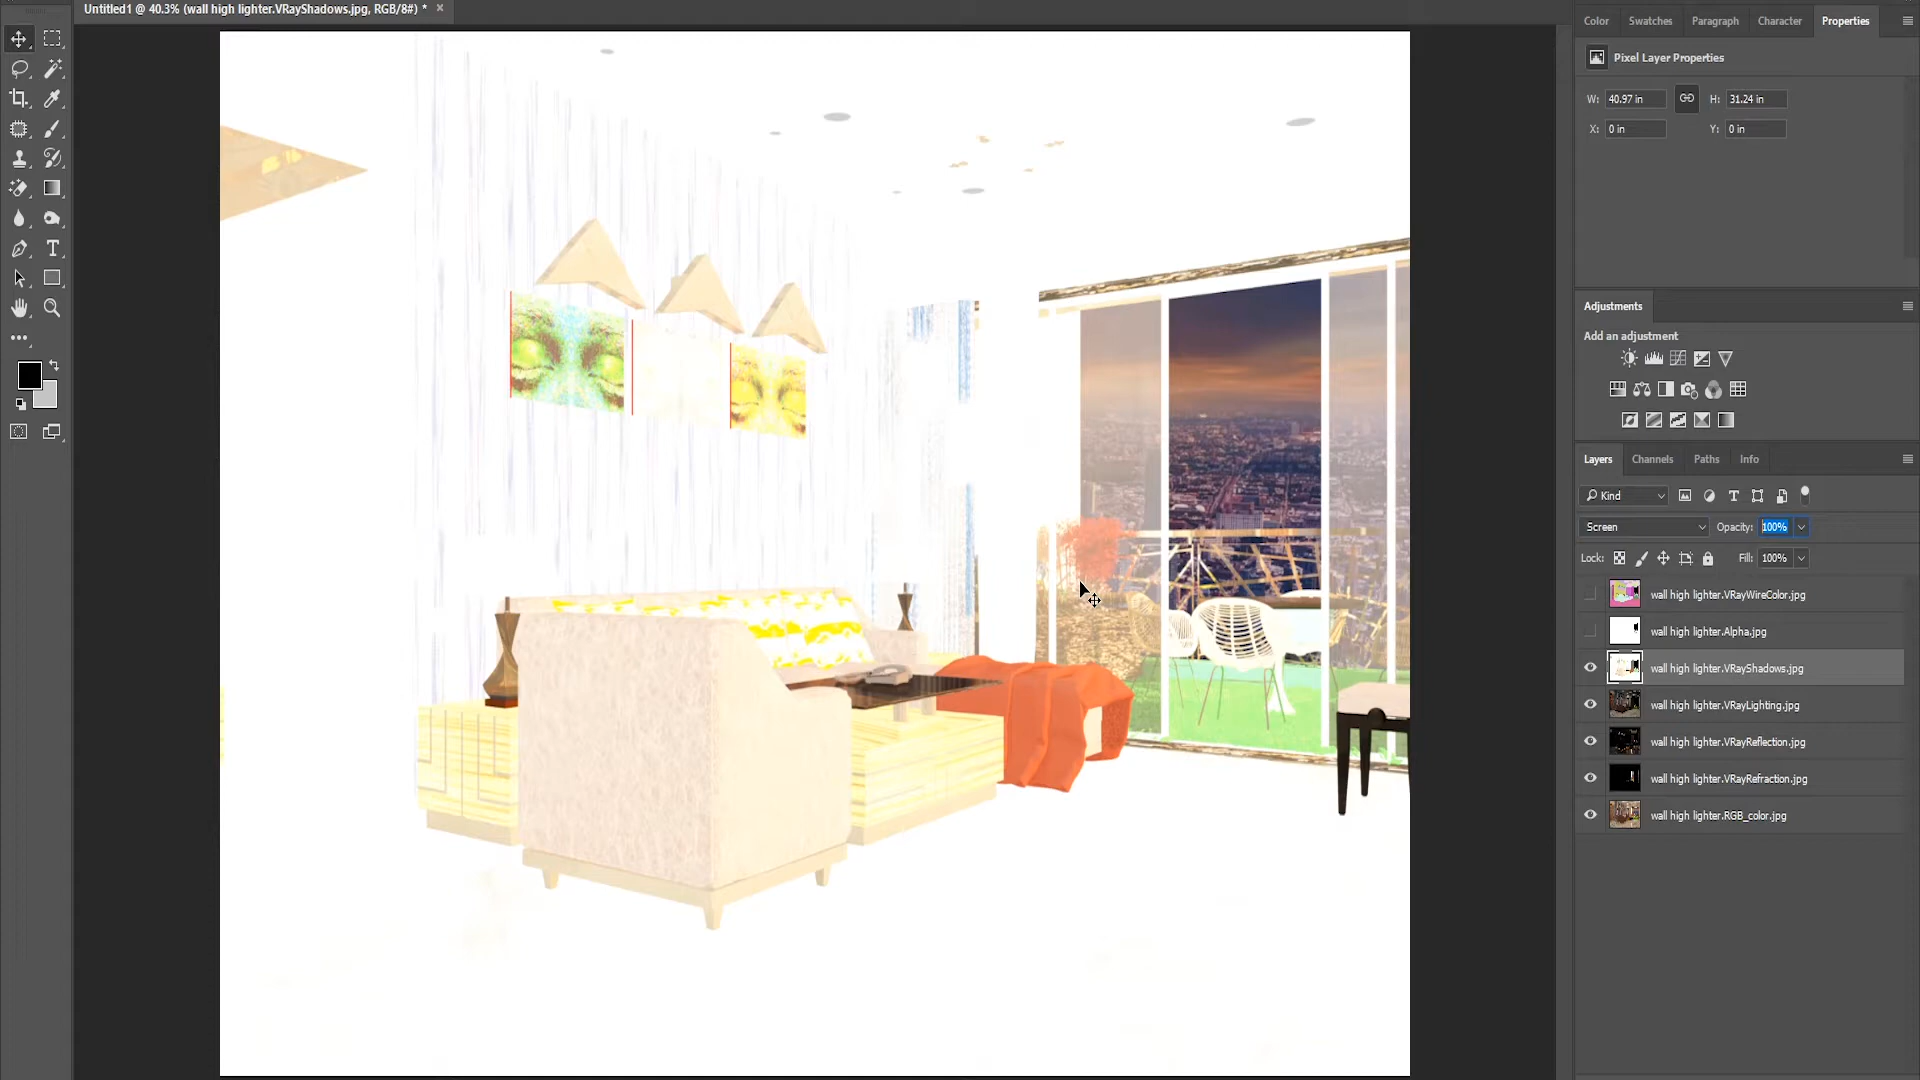 Untitled1 @ 40.3% (wall high lighter.VRayShadows.jpg, RGB/8#) * ×
Color Swatches Paragraph Character Properties
Pixel Layer Properties
W: 40.97 in H: 31.24 in
X: 0 in Y: 0 in
Adjustments
Add an adjustment
Layers Channels Paths Info
Kind
Screen Opacity: 100%
Lock: Fill: 100%
wall high lighter.VRayWireColor.jpg
wall high lighter.Alpha.jpg
wall high lighter.VRayShadows.jpg
wall high lighter.VRayLighting.jpg
wall high lighter.VRayReflection.jpg
wall high lighter.VRayRefraction.jpg
wall high lighter.RGB_color.jpg